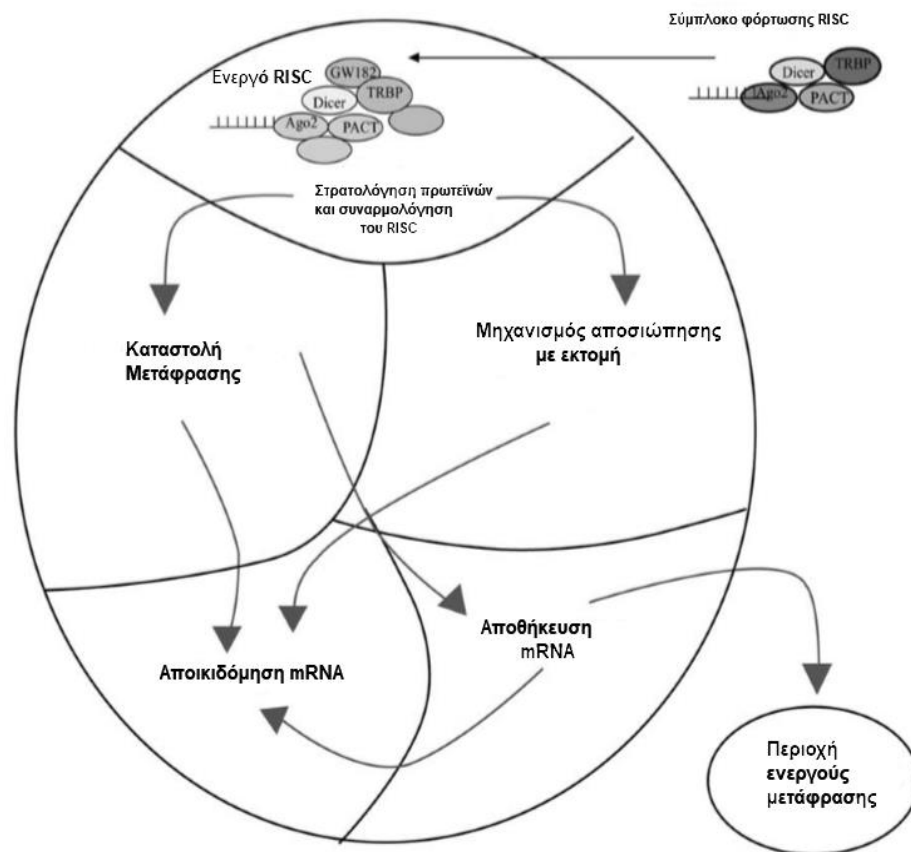 Σύμπλοκο φόρτωσης RISC
Dicer
TRBP
Ago2
PACT
Ενεργό RISC
GW182
Dicer
TRBP
Ago2
PACT
Στρατολόγηση πρωτεϊνών
και συναρμολόγηση
του RISC
Καταστολή
Μετάφρασης
Μηχανισμός αποσιώπησης
με εκτομή
Αποικιδόμηση mRNA
Αποθήκευση
mRNA
Περιοχή
ενεργούς
μετάφρασης